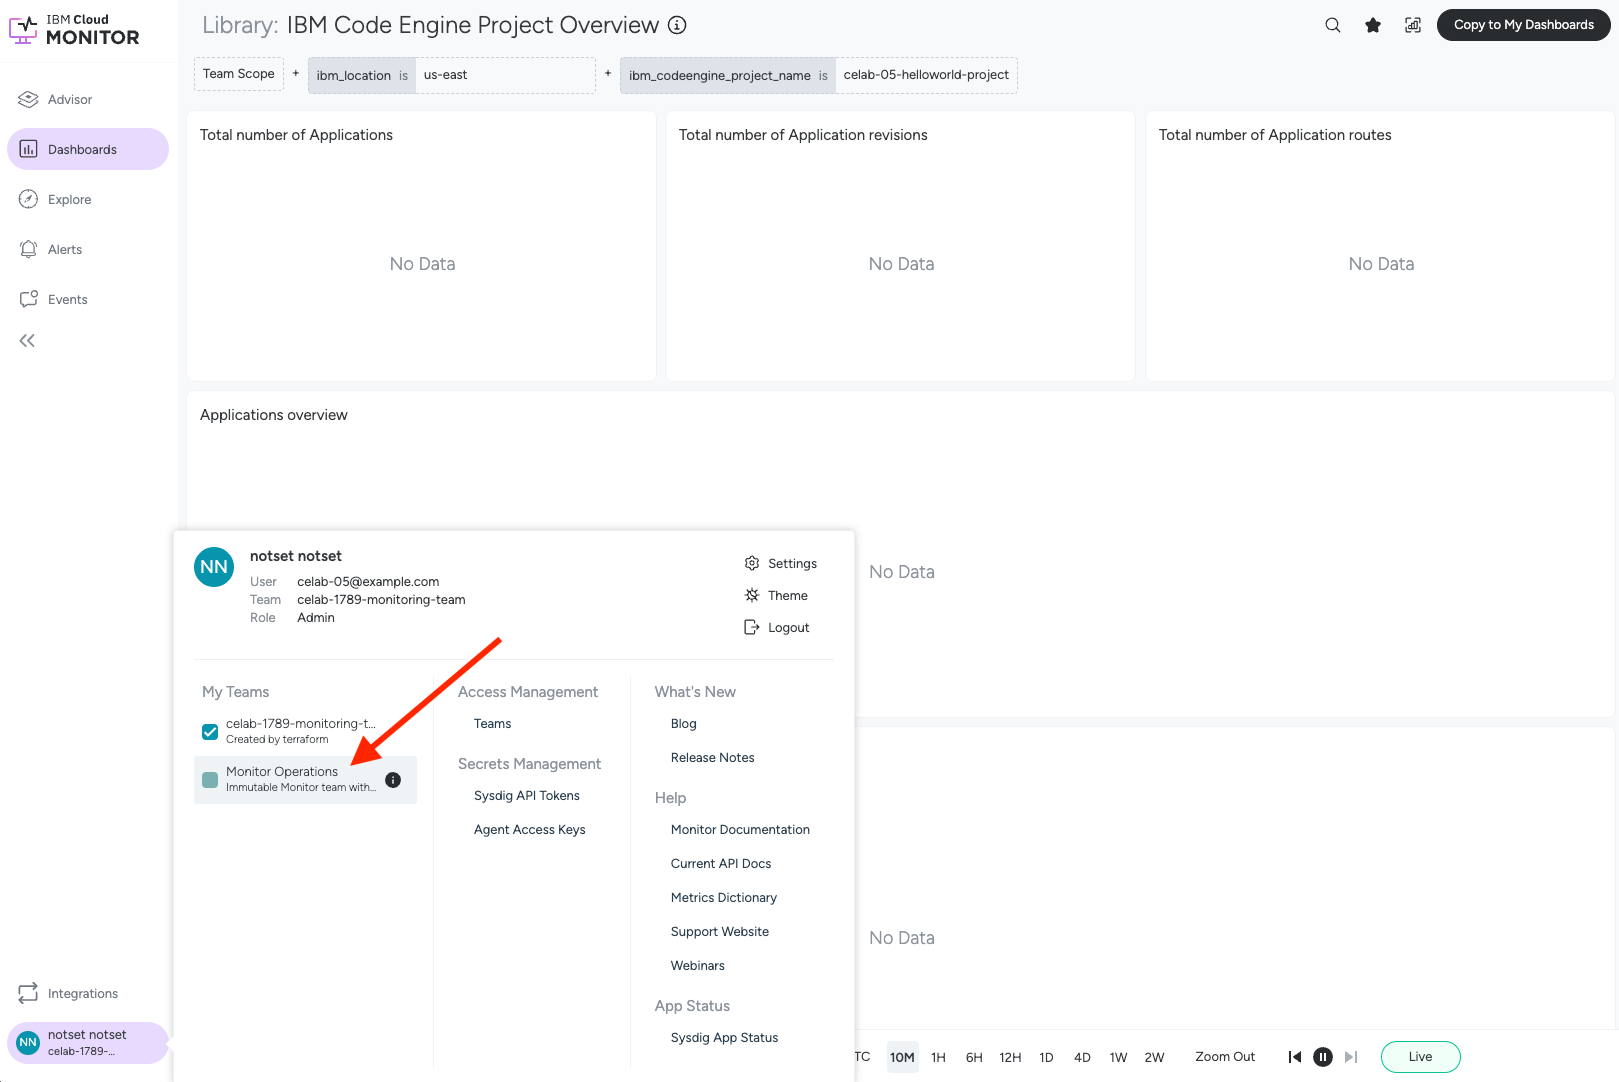 IBM Cloud
MONITOR
Advisor
Dashboards
Explore
Alerts
Events
Integrations
NN
notset notset
celab-1789-...
Library: IBM Code Engine Project Overview
Copy to My Dashboards
Team Scope + ibm_location is us-east + ibm_codeengine_project_name is celab-05-helloworld-project
Total number of Applications
No Data
Total number of Application revisions
No Data
Total number of Application routes
No Data
Applications overview
No Data
No Data
NN
notset notset
User celab-05@example.com
Team celab-1789-monitoring-team
Role Admin
Settings
Theme
Logout
My Teams
celab-1789-monitoring-t...
Created by terraform
Monitor Operations
Immutable Monitor team with...
Access Management
Teams
Secrets Management
Sysdig API Tokens
Agent Access Keys
What's New
Blog
Release Notes
Help
Monitor Documentation
Current API Docs
Metrics Dictionary
Support Website
Webinars
App Status
Sysdig App Status
TC 10M 1H 6H 12H 1D 4D 1W 2W Zoom Out Live